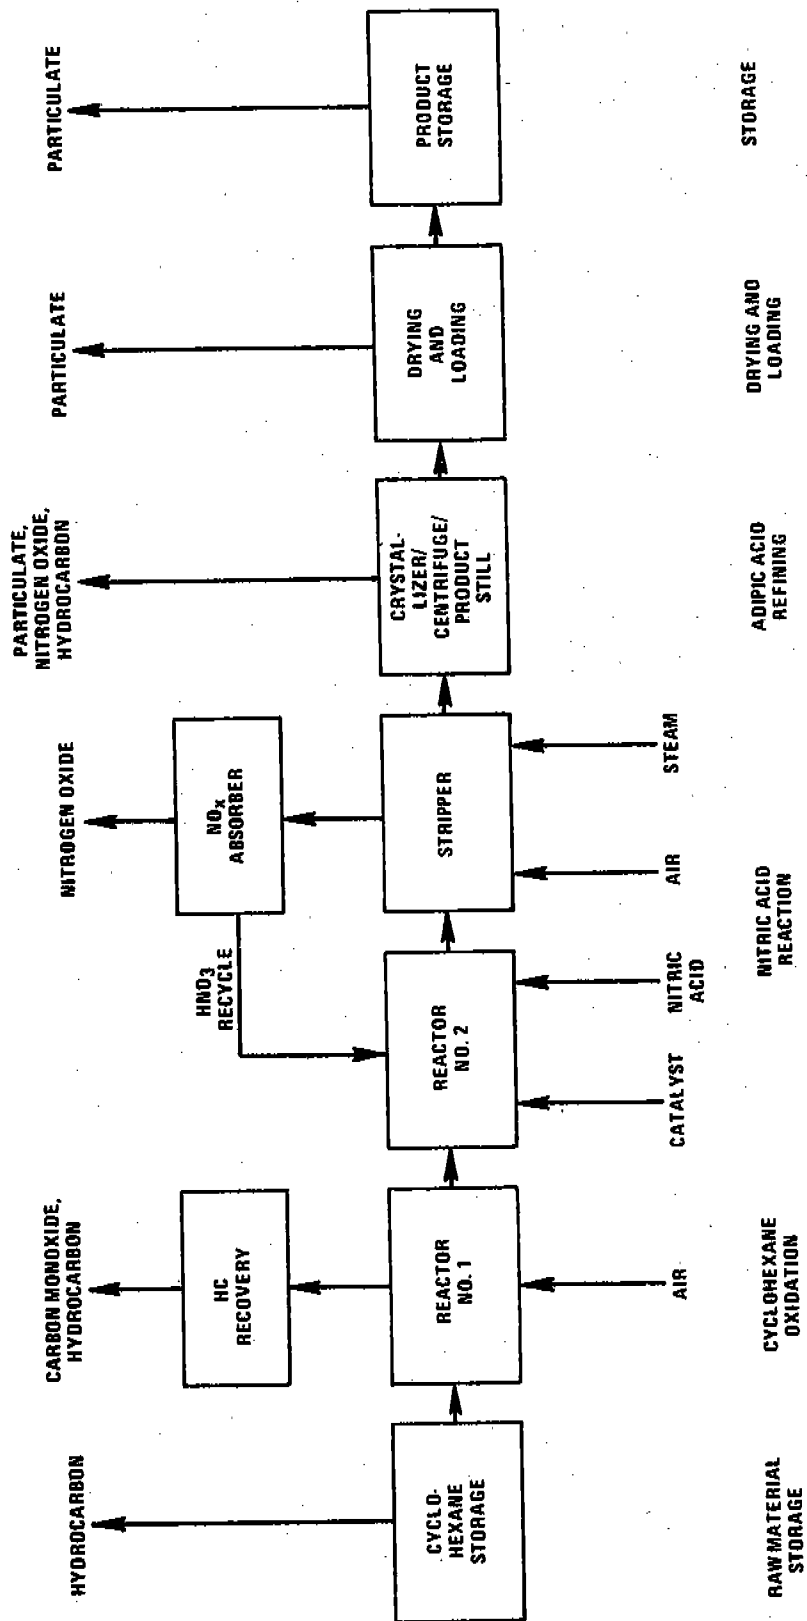 HYDROCARBON
CARBON MONOXIDE,
HYDROCARBON
NITROGEN OXIDE
PARTICULATE,
NITROGEN OXIDE,
HYDROCARBON
PARTICULATE
PARTICULATE
HC
RECOVERY
HNO3
RECYCLE
NOx
ABSORBER
CYCLO-
HEXANE
STORAGE
REACTOR
NO. 1
REACTOR
NO. 2
STRIPPER
CRYSTAL-
LIZER/
CENTRIFUGE/
PRODUCT
STILL
DRYING
AND
LOADING
PRODUCT
STORAGE
AIR
CATALYST
NITRIC
ACID
AIR
STEAM
RAW MATERIAL
STORAGE
CYCLOHEXANE
OXIDATION
NITRIC ACID
REACTION
ADIPIC ACID
REFINING
DRYING AND
LOADING
STORAGE